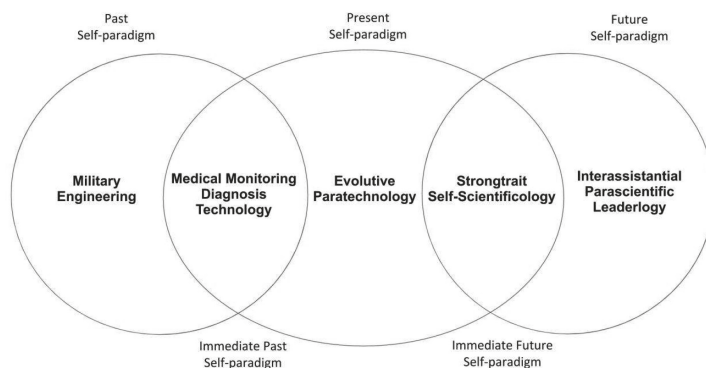 Past
Self-paradigm
Present
Self-paradigm
Future
Self-paradigm
Military
Engineering
Medical Monitoring
Diagnosis
Technology
Evolutive
Paratechnology
Strongtrait
Self-Scientificology
Interassistantial
Parascientific
Leaderlogy
Immediate Past
Self-paradigm
Immediate Future
Self-paradigm